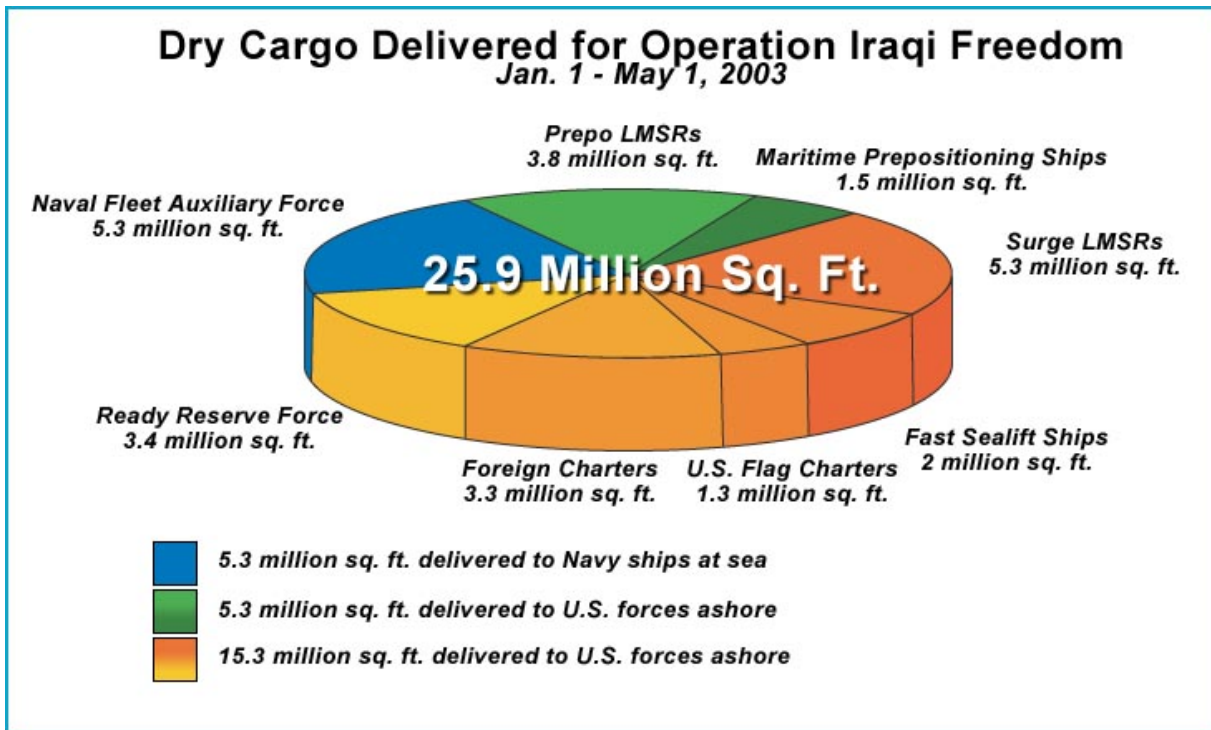 Dry Cargo Delivered for Operation Iraqi Freedom
Jan. 1 - May 1, 2003
Prepo LMSRs
3.8 million sq. ft.
Maritime Prepositioning Ships
1.5 million sq. ft.
Naval Fleet Auxiliary Force
5.3 million sq. ft.
Surge LMSRs
5.3 million sq. ft.
25.9 Million Sq. Ft.
Ready Reserve Force
3.4 million sq. ft.
Foreign Charters
3.3 million sq. ft.
U.S. Flag Charters
1.3 million sq. ft.
Fast Sealift Ships
2 million sq. ft.
5.3 million sq. ft. delivered to Navy ships at sea
5.3 million sq. ft. delivered to U.S. forces ashore
15.3 million sq. ft. delivered to U.S. forces ashore